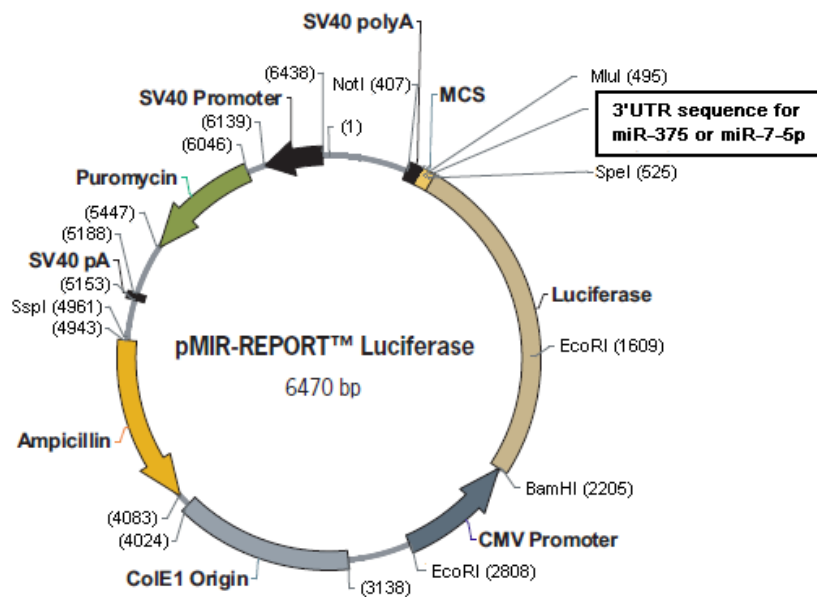 SV40 polyA
(6438)
NotI (407)
MluI (495)
MCS
SV40 Promoter
3'UTR sequence for
miR-375 or miR-7-5p
(6139)
(1)
(6046)
SpeI (525)
Puromycin
(5447)
(5188)
SV40 pA
(5153)
SspI (4961)
(4943)
Luciferase
pMIR-REPORT™ Luciferase
EcoRI (1609)
6470 bp
Ampicillin
BamHI (2205)
(4083)
(4024)
CMV Promoter
EcoRI (2808)
ColE1 Origin
(3138)